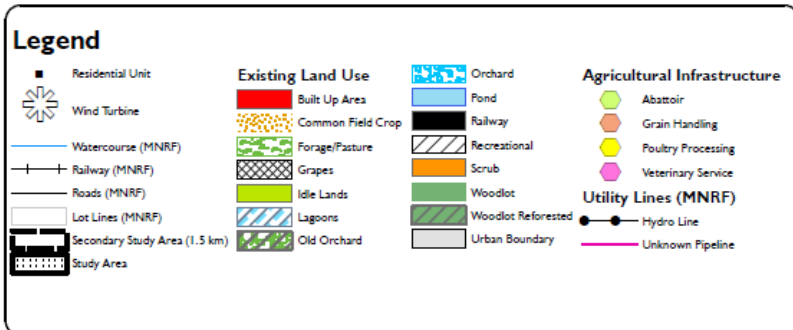 Legend
Residential Unit
Wind Turbine
Watercourse (MNRF)
Railway (MNRF)
Roads (MNRF)
Lot Lines (MNRF)
Secondary Study Area (1.5 km)
Study Area
Existing Land Use
Built Up Area
Common Field Crop
Forage/Pasture
Grapes
Idle Lands
Lagoons
Old Orchard
Orchard
Pond
Railway
Recreational
Scrub
Woodlot
Woodlot Reforested
Urban Boundary
Agricultural Infrastructure
Abattoir
Grain Handling
Poultry Processing
Veterinary Service
Utility Lines (MNRF)
Hydro Line
Unknown Pipeline